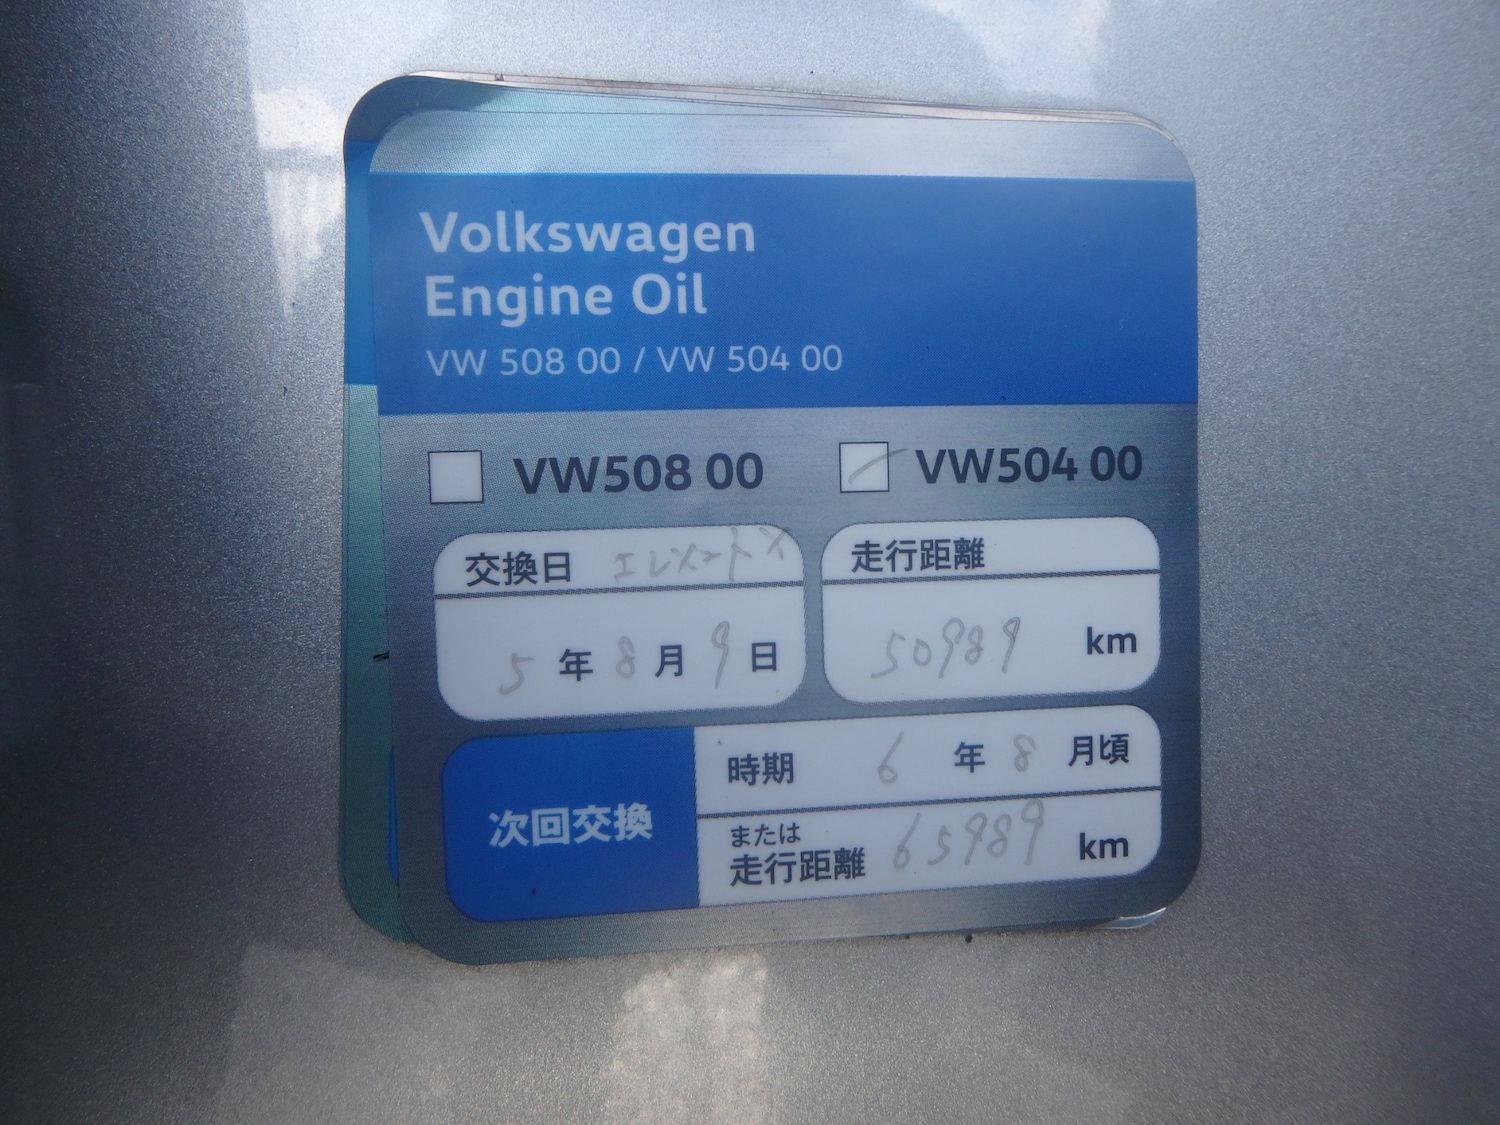 Volkswagen
Engine Oil
VW 508 00 / VW 504 00
VW508 00 VW504 00
交換日 エレメント 走行距離
5 年 8 月 9 日 50989 km
次回交換
時期 6 年 8 月頃
または
走行距離 65989 km